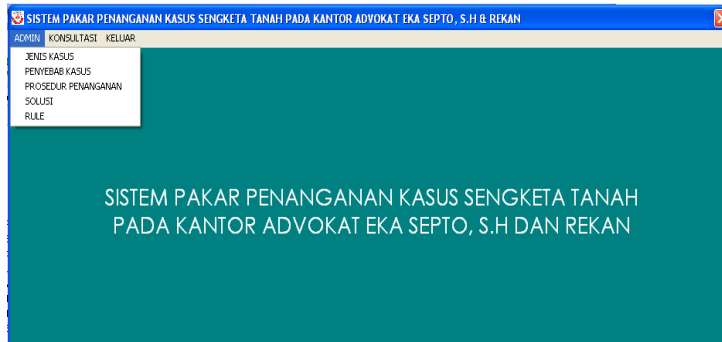 SISTEM PAKAR PENANGANAN KASUS SENGKETA TANAH PADA KANTOR ADVOKAT EKA SEPTO, S.H & REKAN
ADMIN KONSULTASI KELUAR
JENIS KASUS
PENYEBAB KASUS
PROSEDUR PENANGANAN
SOLUSI
RULE
SISTEM PAKAR PENANGANAN KASUS SENGKETA TANAH
PADA KANTOR ADVOKAT EKA SEPTO, S.H DAN REKAN